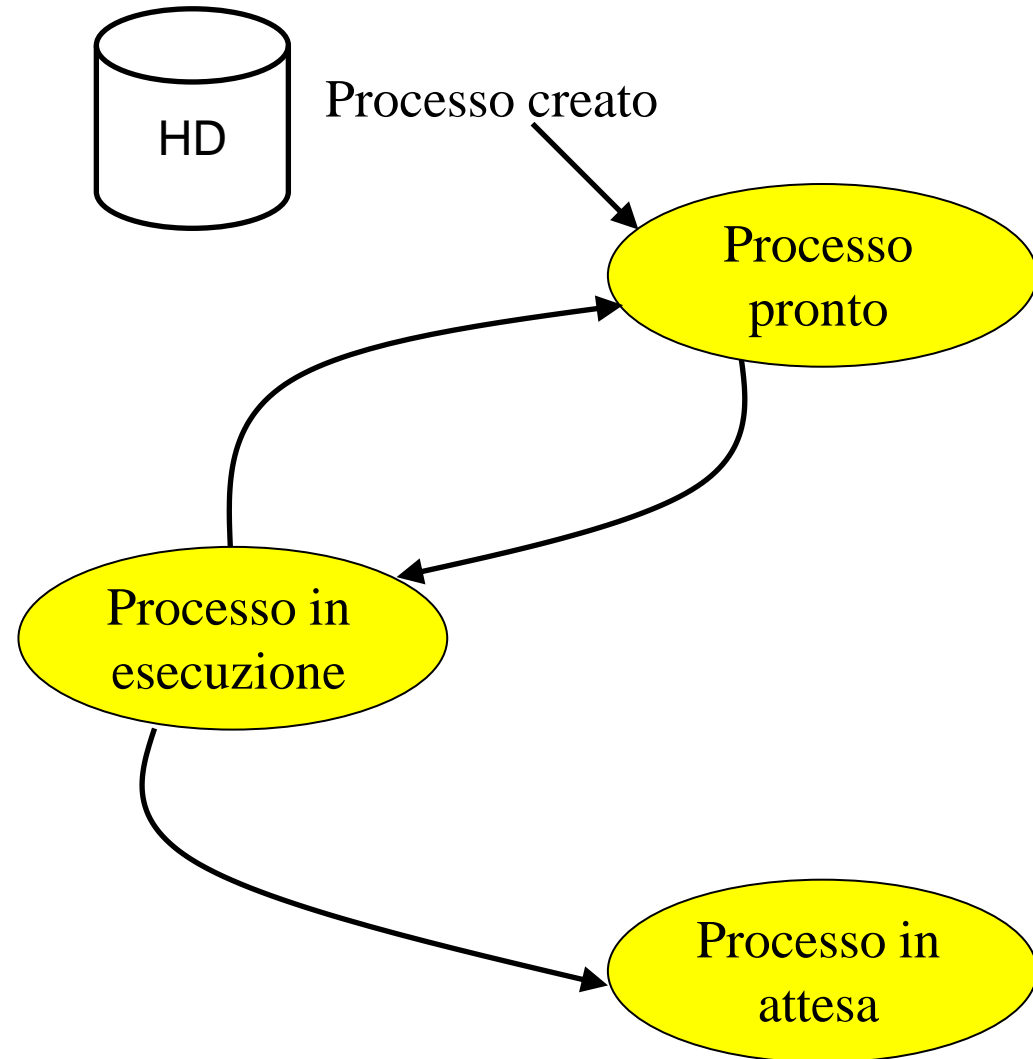 HD
Processo creato
Processo
pronto
Processo in
esecuzione
Processo in
attesa